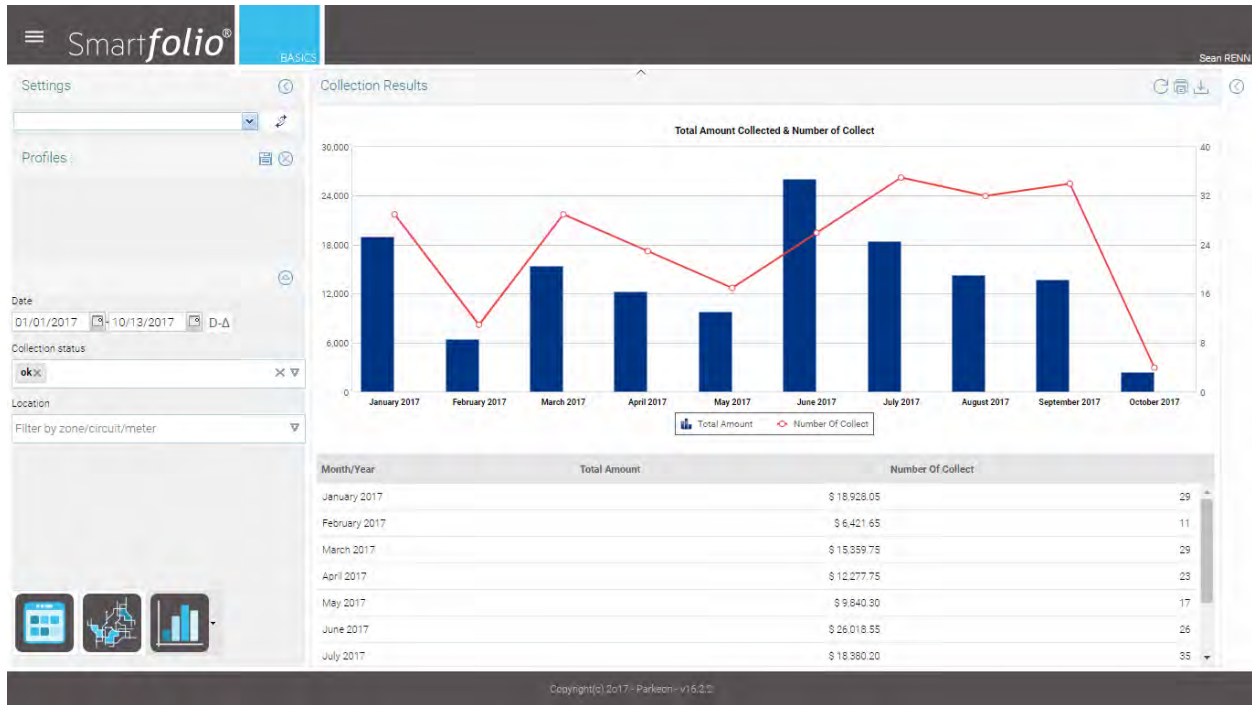 Smartfolio®
BASICS
Sean RENN
Settings
Profiles
Date
01/01/2017 - 10/13/2017 D-Δ
Collection status
ok ×
Location
Filter by zone/circuit/meter
Collection Results
Total Amount Collected & Number of Collect
30,000
24,000
18,000
12,000
6,000
0
40
32
24
16
8
0
January 2017 February 2017 March 2017 April 2017 May 2017 June 2017 July 2017 August 2017 September 2017 October 2017
Total Amount Number Of Collect
Month/Year Total Amount Number Of Collect
January 2017 $ 18,928.05 29
February 2017 $ 6,421.65 11
March 2017 $ 15,359.75 29
April 2017 $ 12,277.75 23
May 2017 $ 9,840.30 17
June 2017 $ 26,018.55 26
July 2017 $ 18,380.20 35
Copyright(c) 2o17 - Parkeon - v16.2.